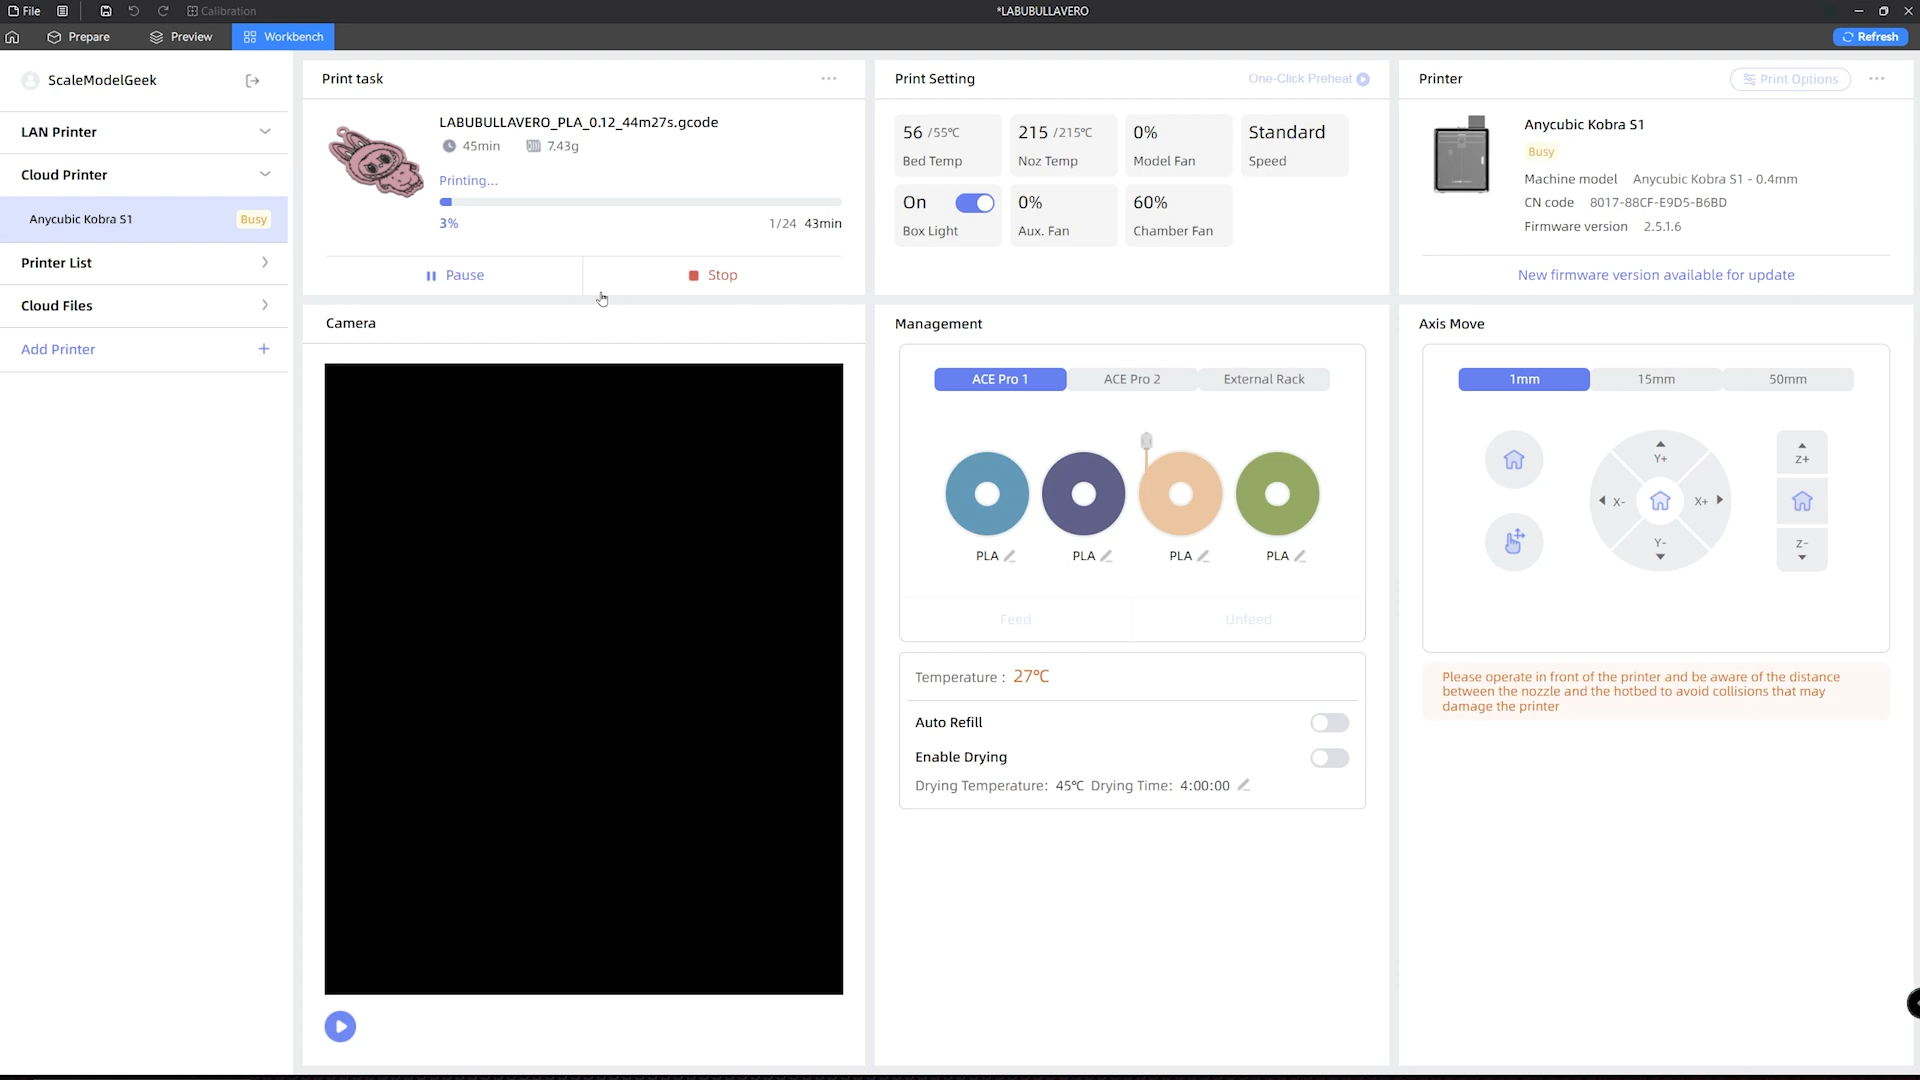 File
Calibration
*LABUBULLAVERO
Prepare
Preview
Workbench
Refresh
ScaleModelGeek
LAN Printer
Cloud Printer
Anycubic Kobra S1
Busy
Printer List
Cloud Files
Add Printer
Print task
LABUBULLAVERO_PLA_0.12_44m27s.gcode
45min 7.43g
Printing...
3% 1/24 43min
Pause
Stop
Camera
Print Setting
One-Click Preheat
56 /55℃
Bed Temp
215 /215℃
Noz Temp
0%
Model Fan
Standard
Speed
On
Box Light
0%
Aux. Fan
60%
Chamber Fan
Management
ACE Pro 1
ACE Pro 2
External Rack
PLA
PLA
PLA
PLA
Feed
Unfeed
Temperature : 27℃
Auto Refill
Enable Drying
Drying Temperature: 45℃ Drying Time: 4:00:00
Printer
Print Options
Anycubic Kobra S1
Busy
Machine model Anycubic Kobra S1 - 0.4mm
CN code 8017-88CF-E9D5-B6BD
Firmware version 2.5.1.6
New firmware version available for update
Axis Move
1mm
15mm
50mm
Y+
X-
X+
Y-
Z+
Z-
Please operate in front of the printer and be aware of the distance
between the nozzle and the hotbed to avoid collisions that may
damage the printer